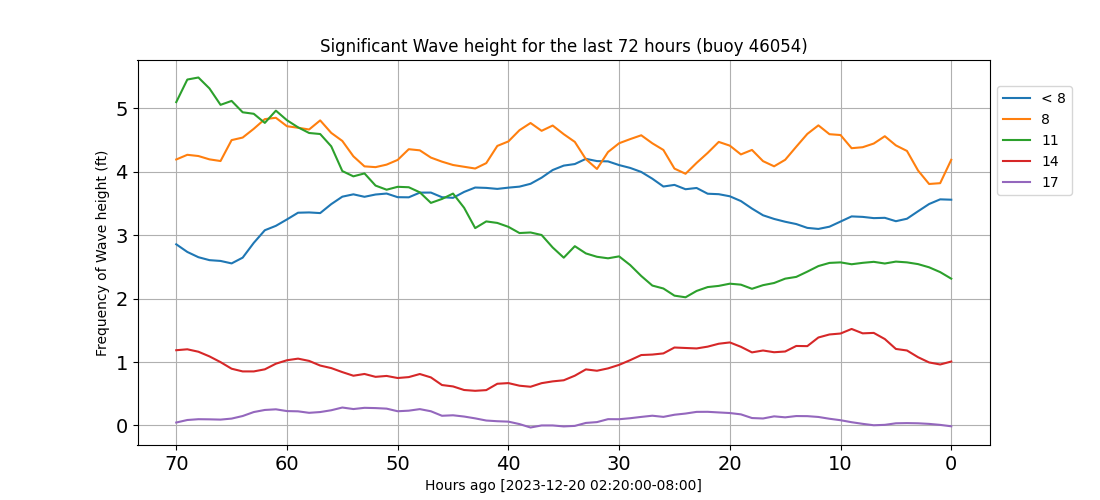 Significant Wave height for the last 72 hours (buoy 46054)
Frequency of Wave height (ft)
5
4
3
2
1
0
70 60 50 40 30 20 10 0
Hours ago [2023-12-20 02:20:00-08:00]
< 8
8
11
14
17